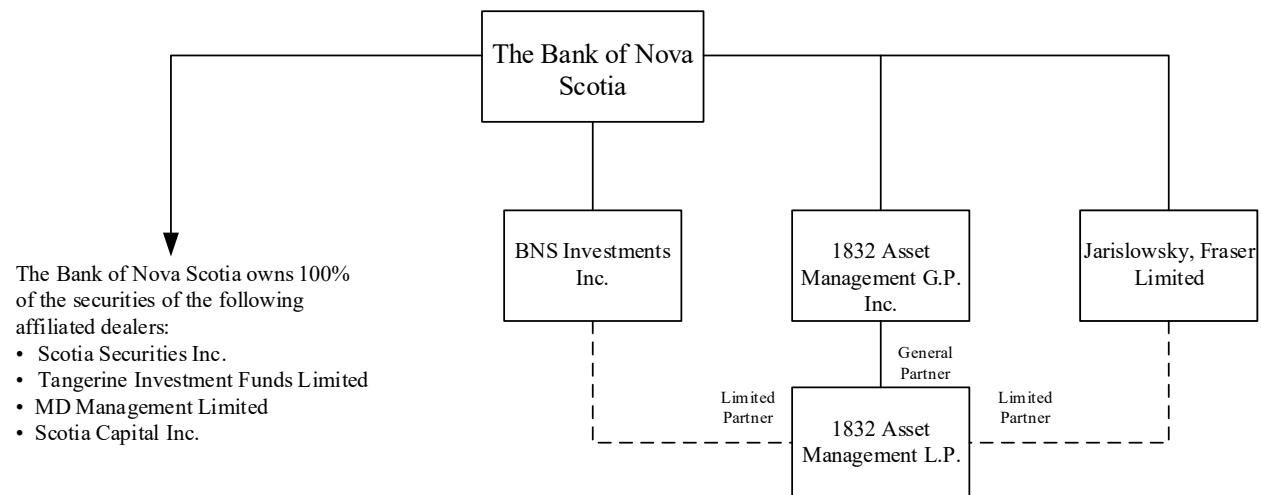 The Bank of Nova
Scotia
BNS Investments
Inc.
1832 Asset
Management G.P.
Inc.
Jarislowsky, Fraser
Limited
The Bank of Nova Scotia owns 100%
of the securities of the following
affiliated dealers:
• Scotia Securities Inc.
• Tangerine Investment Funds Limited
• MD Management Limited
• Scotia Capital Inc.
General
Partner
Limited
Partner
Limited
Partner
1832 Asset
Management L.P.